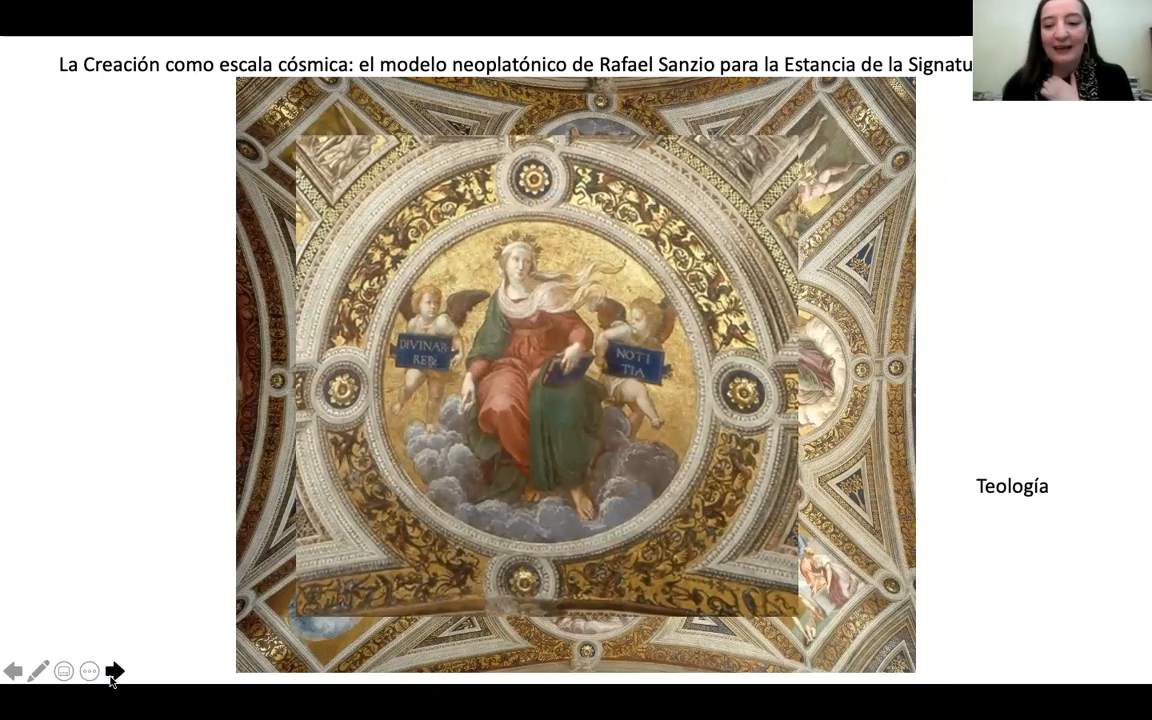 La Creación como escala cósmica: el modelo neoplatónico de Rafael Sanzio para la Estancia de la Signatu
DIVINAR
RER
NOTI
TIA
Teología